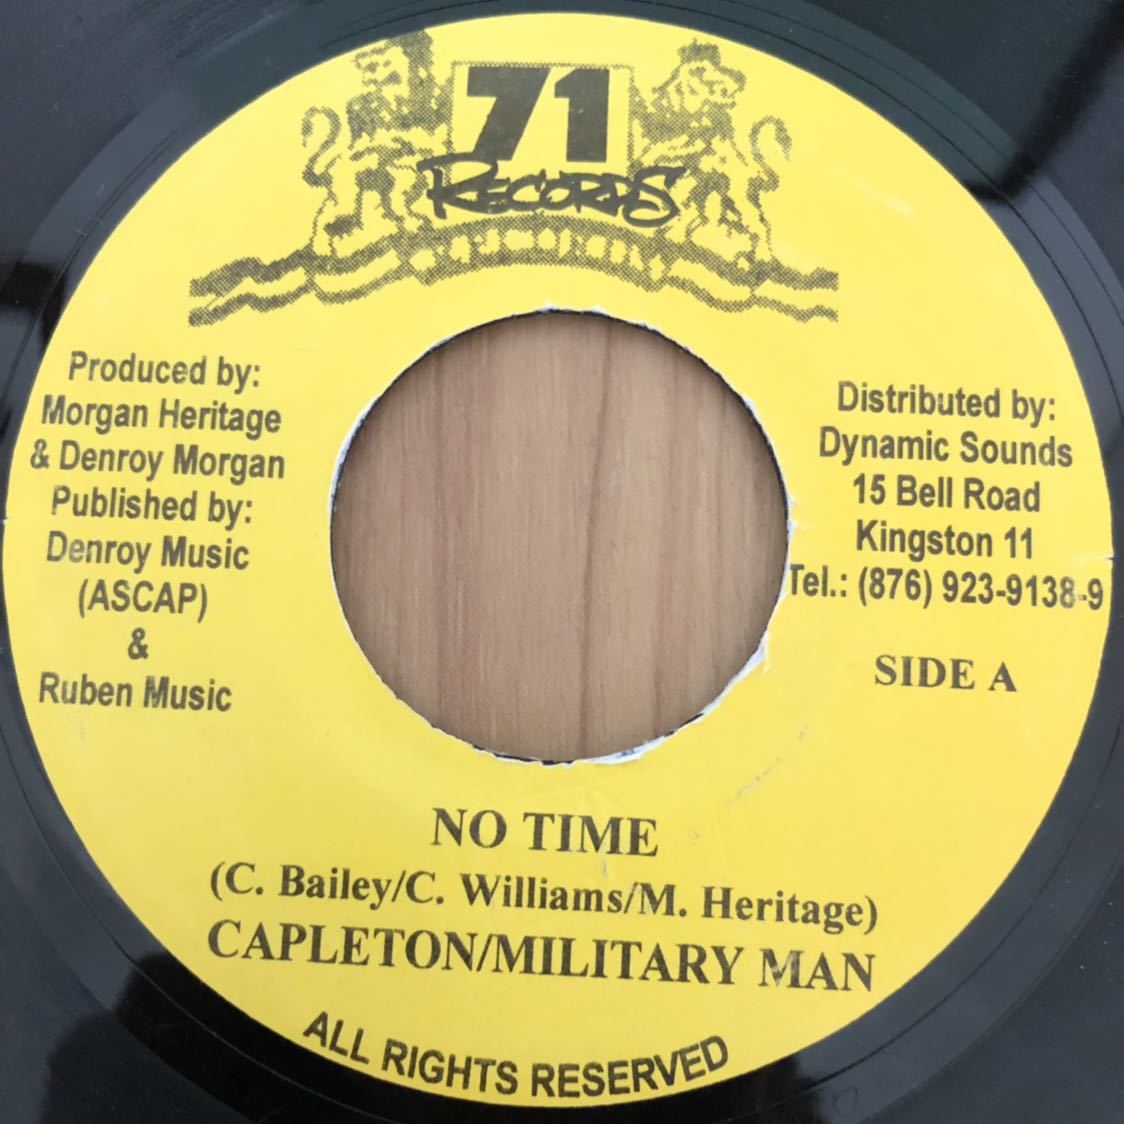 71
RECORDS
Produced by:
Morgan Heritage
& Denroy Morgan
Published by:
Denroy Music
(ASCAP)
&
Ruben Music
Distributed by:
Dynamic Sounds
15 Bell Road
Kingston 11
Tel.: (876) 923-9138-9
SIDE A
NO TIME
(C. Bailey/C. Williams/M. Heritage)
CAPLETON/MILITARY MAN
ALL RIGHTS RESERVED